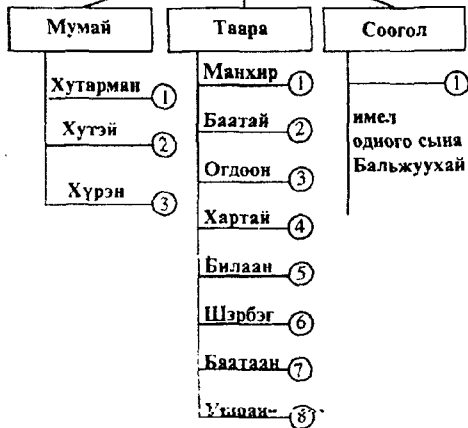 Мумай
Хутарман 1
Хутэй 2
Хүрэн 3
Таара
Манхир 1
Баатай 2
Огдоон 3
Хартай 4
Билаан 5
Шэрбэг 6
Баатаан 7
8
Соогол
1
имел
одного сына
Бальжуухай